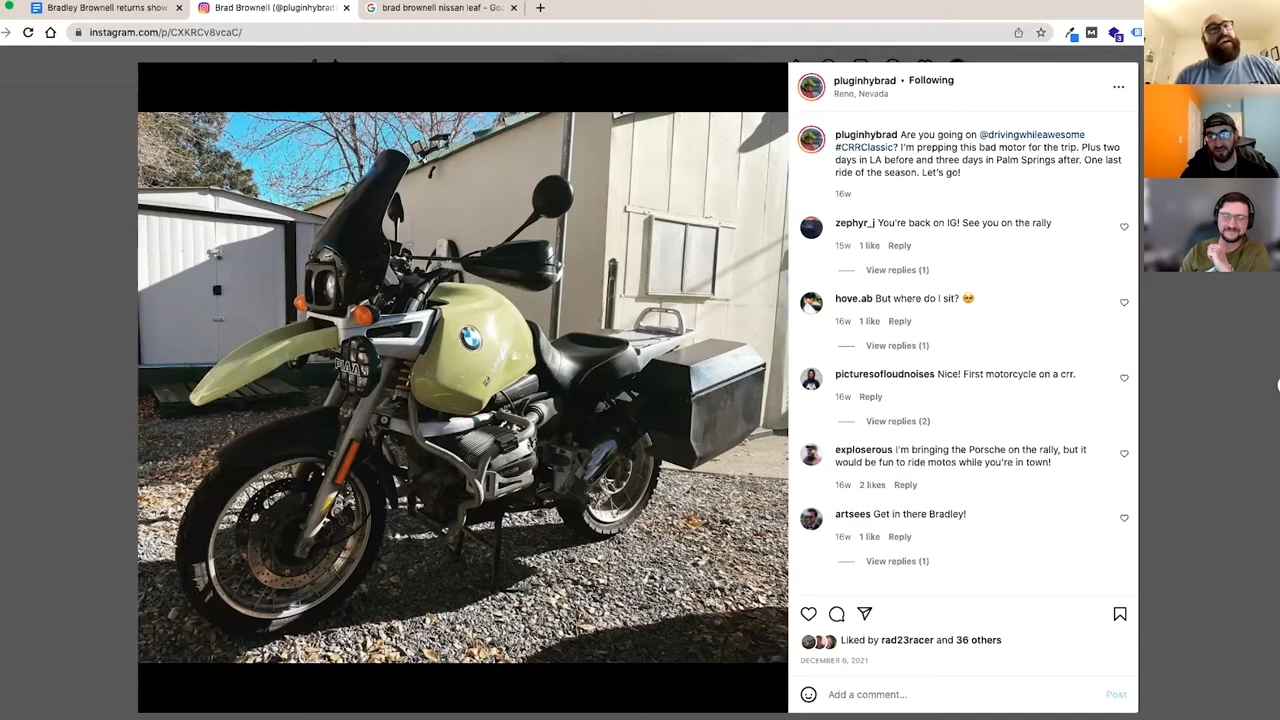 Bradley Brownell returns show
Brad Brownell (@pluginhybrad
brad brownell nissan leaf - Goo
instagram.com/p/CXKRCv8vcaC/
3
pluginhybrad • Following
Reno, Nevada
pluginhybrad Are you going on @drivingwhileawesome
#CRRClassic? I'm prepping this bad motor for the trip. Plus two
days in LA before and three days in Palm Springs after. One last
ride of the season. Let's go!
16w
zephyr_j You're back on IG! See you on the rally
15w 1 like Reply
View replies (1)
hove.ab But where do I sit? 🥺
16w 1 like Reply
View replies (1)
picturesofloudnoises Nice! First motorcycle on a crr.
16w Reply
View replies (2)
exploserous I'm bringing the Porsche on the rally, but it
would be fun to ride motos while you're in town!
16w 2 likes Reply
artsees Get in there Bradley!
16w 1 like Reply
View replies (1)
Liked by rad23racer and 36 others
DECEMBER 6, 2021
Add a comment...
Post
PIAA